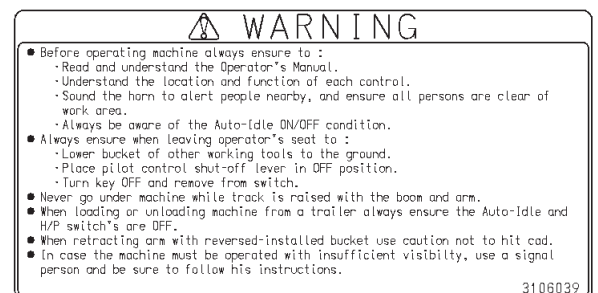 ⚠ WARNING
● Before operating machine always ensure to :
·Read and understand the Operator's Manual.
·Understand the location and function of each control.
·Sound the horn to alert people nearby, and ensure all persons are clear of
work area.
·Always be aware of the Auto-Idle ON/OFF condition.
● Always ensure when leaving operator's seat to :
·Lower bucket of other working tools to the ground.
·Place pilot control shut-off lever in OFF position.
·Turn key OFF and remove from switch.
● Never go under machine while track is raised with the boom and arm.
● When loading or unloading machine from a trailer always ensure the Auto-Idle and
H/P switch's are OFF.
● When retracting arm with reversed-installed bucket use caution not to hit cad.
● In case the machine must be operated with insufficient visibilty, use a signal
person and be sure to follow his instructions.
3106039